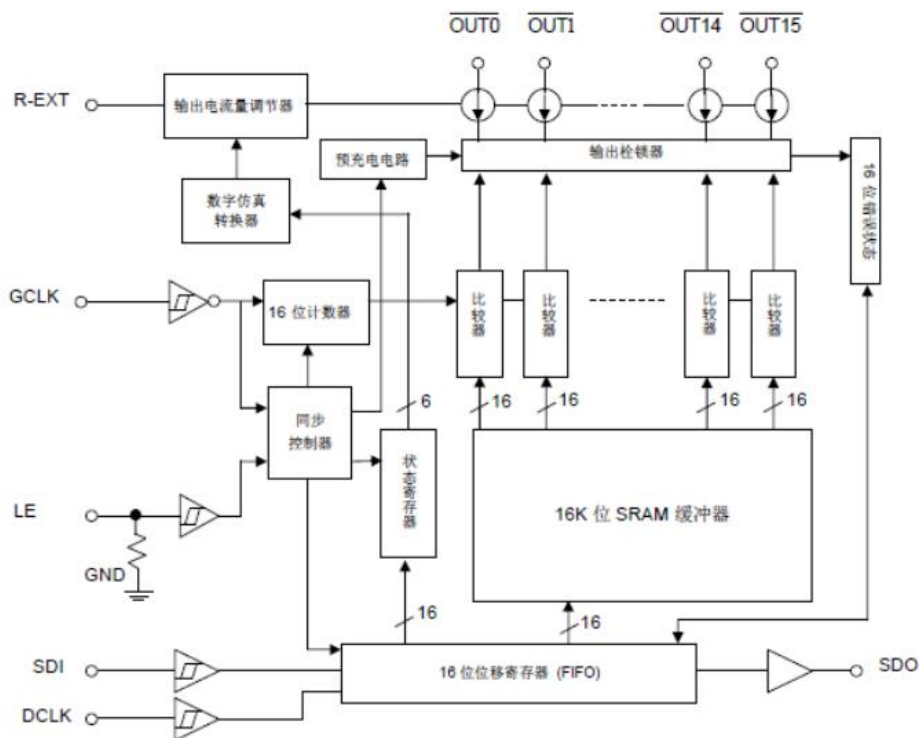 OUT0 OUT1 OUT14 OUT15
R-EXT
输出电流量调节器
预充电电路
输出栓锁器
16 位错误状态
数字仿真
转换器
GCLK
16 位计数器
比较器
比较器
比较器
比较器
6
16
16
16
16
同步
控制器
状态寄存器
LE
16K 位 SRAM 缓冲器
GND
16
16
SDI
16 位位移寄存器 (FIFO)
SDO
DCLK